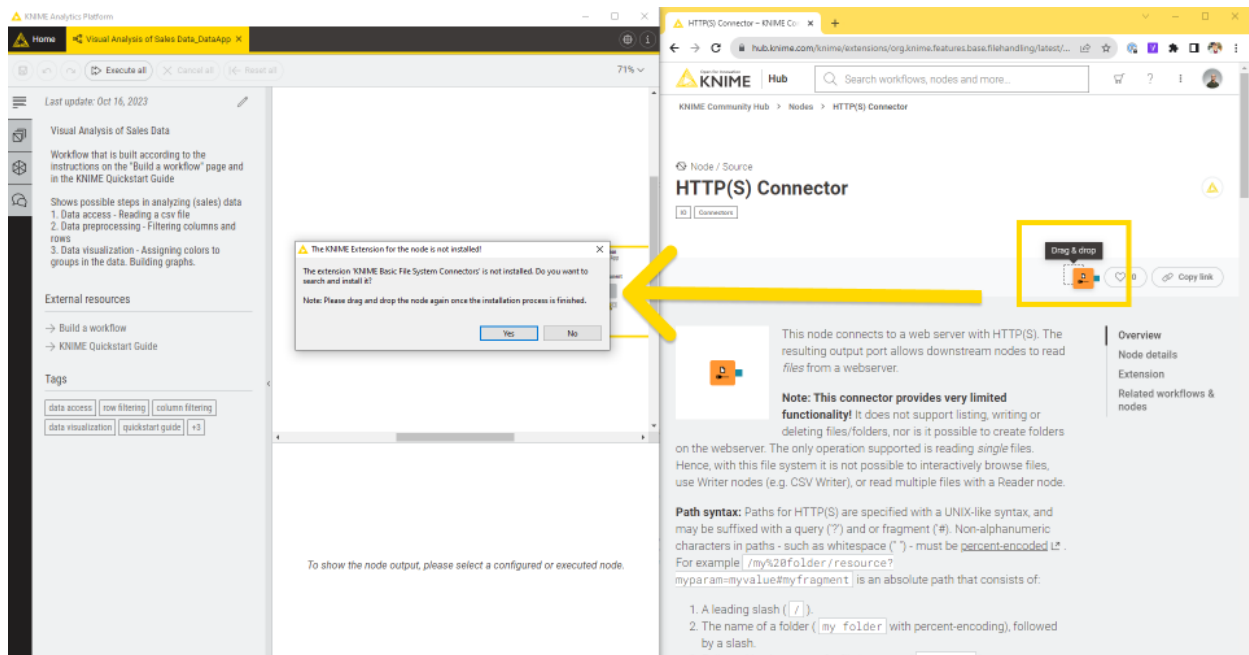 KNIME Analytics Platform
Home
Visual Analysis of Sales Data_DataApp
Execute all
Cancel all
Reset all
71%
Last update: Oct 16, 2023
Visual Analysis of Sales Data
Workflow that is built according to the
instructions on the "Build a workflow" page and
in the KNIME Quickstart Guide
Shows possible steps in analyzing (sales) data
1. Data access - Reading a csv file
2. Data preprocessing - Filtering columns and
rows
3. Data visualization - Assigning colors to
groups in the data. Building graphs.
External resources
→ Build a workflow
→ KNIME Quickstart Guide
Tags
data access
row filtering
column filtering
data visualization
quickstart guide
+3
The KNIME Extension for the node is not installed!
The extension 'KNIME Basic File System Connectors' is not installed. Do you want to
search and install it?
Note: Please drag and drop the node again once the installation process is finished.
Yes
No
To show the node output, please select a configured or executed node.
HTTP(S) Connector – KNIME Co
hub.knime.com/knime/extensions/org.knime.features.base.filehandling/latest/...
KNIME
Hub
Search workflows, nodes and more...
KNIME Community Hub > Nodes > HTTP(S) Connector
Node / Source
HTTP(S) Connector
IO
Connectors
Drag & drop
0
Copy link
This node connects to a web server with HTTP(S). The
resulting output port allows downstream nodes to read
files from a webserver.
Note: This connector provides very limited
functionality! It does not support listing, writing or
deleting files/folders, nor is it possible to create folders
on the webserver. The only operation supported is reading single files.
Hence, with this file system it is not possible to interactively browse files,
use Writer nodes (e.g. CSV Writer), or read multiple files with a Reader node.
Path syntax: Paths for HTTP(S) are specified with a UNIX-like syntax, and
may be suffixed with a query ('?') and or fragment ('#). Non-alphanumeric
characters in paths - such as whitespace (" ") - must be percent-encoded .
For example /my%20folder/resource?
myparam=myvalue#myfragment is an absolute path that consists of:
1. A leading slash ( / ).
2. The name of a folder ( my folder with percent-encoding), followed
by a slash.
Overview
Node details
Extension
Related workflows &
nodes